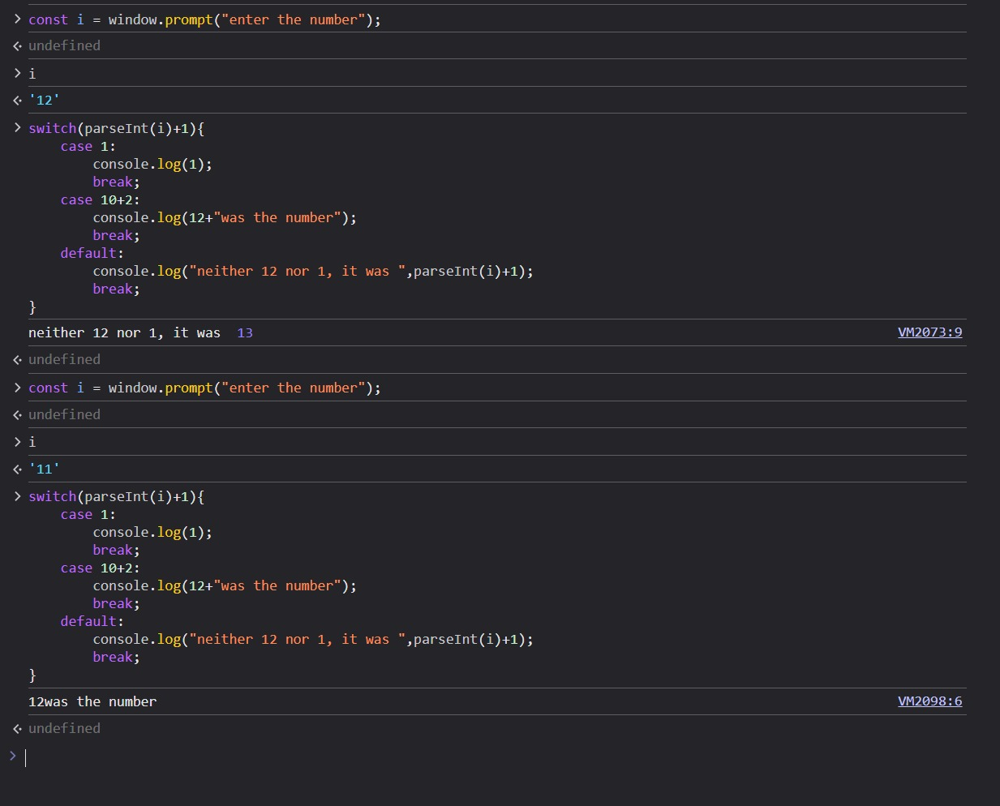 > const i = window.prompt("enter the number");
<· undefined
> i
<· '12'
> switch(parseInt(i)+1){
    case 1:
        console.log(1);
        break;
    case 10+2:
        console.log(12+"was the number");
        break;
    default:
        console.log("neither 12 nor 1, it was ",parseInt(i)+1);
        break;
}
neither 12 nor 1, it was  13 VM2073:9
<· undefined
> const i = window.prompt("enter the number");
<· undefined
> i
<· '11'
> switch(parseInt(i)+1){
    case 1:
        console.log(1);
        break;
    case 10+2:
        console.log(12+"was the number");
        break;
    default:
        console.log("neither 12 nor 1, it was ",parseInt(i)+1);
        break;
}
12was the number VM2098:6
<· undefined
>